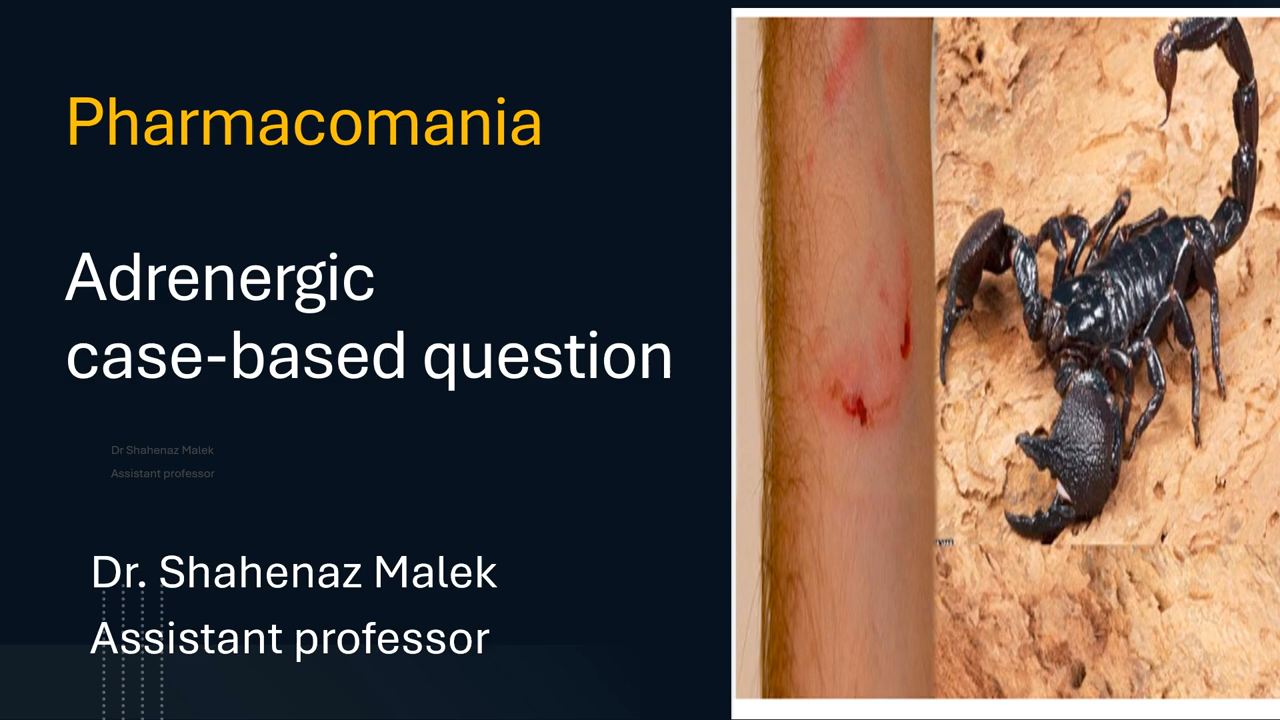 Pharmacomania
Adrenergic
case-based question
Dr Shahenaz Malek
Assistant professor
Dr. Shahenaz Malek
Assistant professor